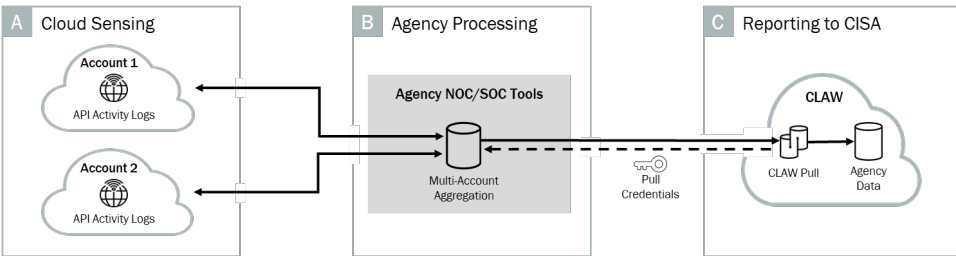 A Cloud Sensing
Account 1
API Activity Logs
Account 2
API Activity Logs
B Agency Processing
Agency NOC/SOC Tools
Multi-Account
Aggregation
Pull
Credentials
C Reporting to CISA
CLAW
CLAW Pull
Agency
Data